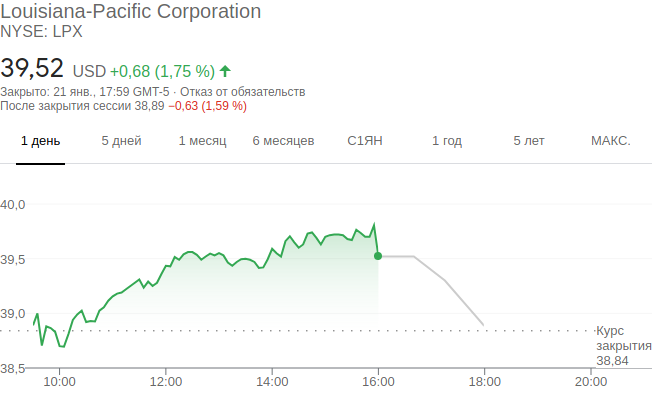 Louisiana-Pacific Corporation
NYSE: LPX
39,52 USD +0,68 (1,75 %)
Закрыто: 21 янв., 17:59 GMT-5 · Отказ от обязательств
После закрытия сессии 38,89 −0,63 (1,59 %)
1 день 5 дней 1 месяц 6 месяцев С1ЯН 1 год 5 лет МАКС.
40,0
39,5
39,0
Курс
закрытия
38,84
38,5
10:00 12:00 14:00 16:00 18:00 20:00